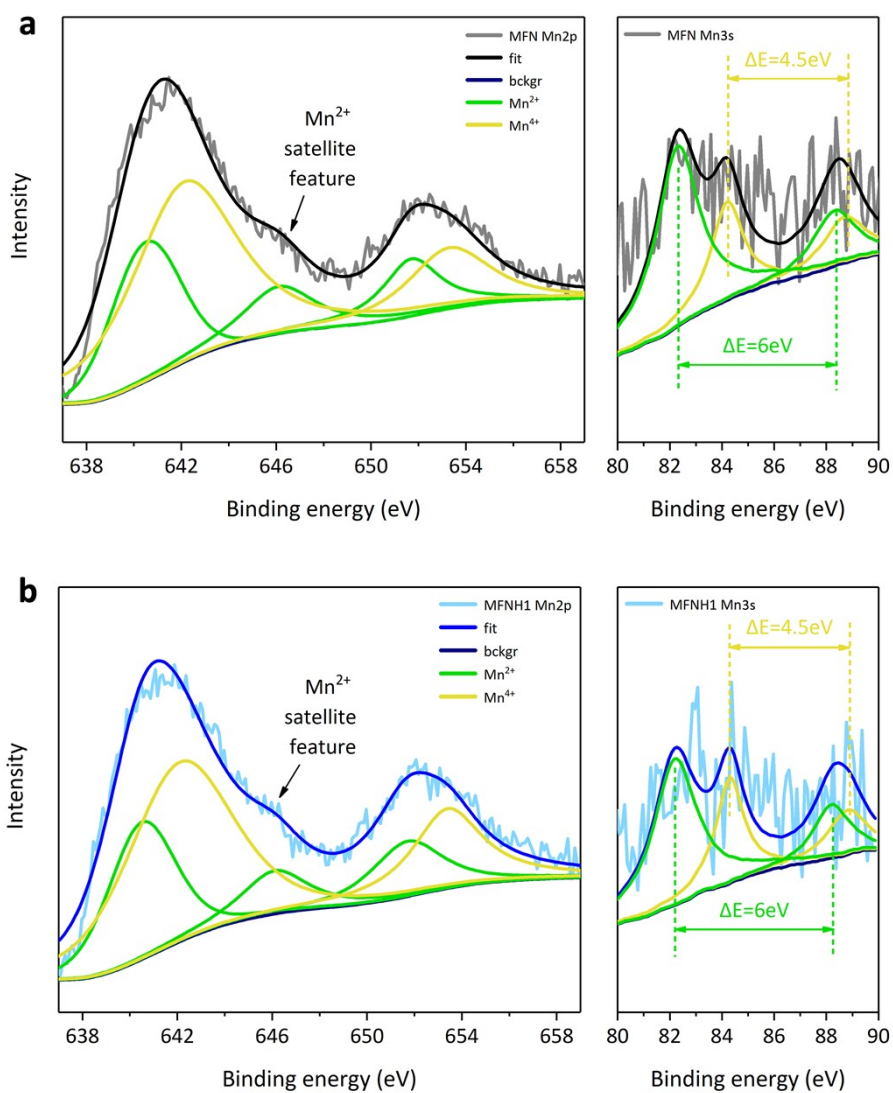 a
MFN Mn2p
fit
bckgr
Mn²⁺
Mn⁴⁺
Mn²⁺
satellite
feature
Intensity
638 642 646 652 654 658
Binding energy (eV)
MFN Mn3s
ΔE=4.5eV
ΔE=6eV
80 82 84 86 88 90
Binding energy (eV)
b
MFNH1 Mn2p
fit
bckgr
Mn²⁺
Mn⁴⁺
Mn²⁺
satellite
feature
Intensity
638 642 646 650 654 658
Binding energy (eV)
MFNH1 Mn3s
ΔE=4.5eV
ΔE=6eV
80 82 84 86 88 90
Binding energy (eV)